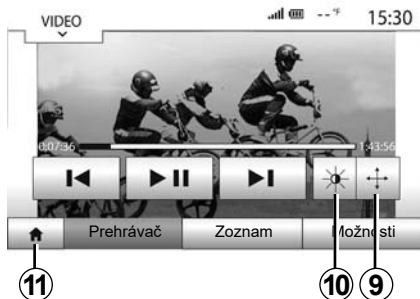 VIDEO
--°F
15:30
0:07:36
1:43:56
Prehrávač
Zoznam
Možnosti
11
10
9